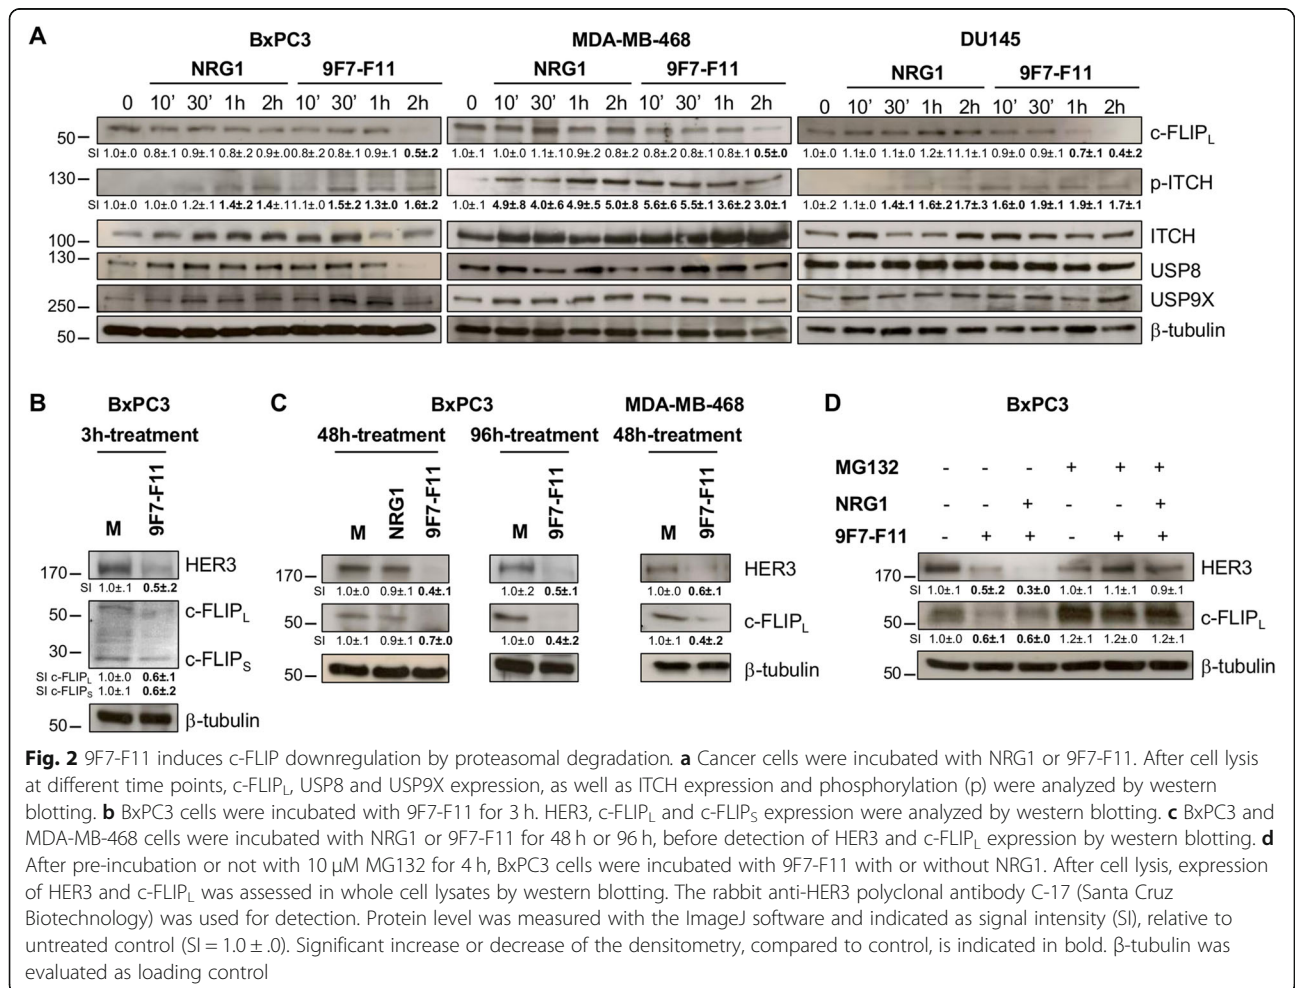 A
BxPC3 MDA-MB-468 DU145
NRG1 9F7-F11 NRG1 9F7-F11 NRG1 9F7-F11
0 10’ 30’ 1h 2h 10’ 30’ 1h 2h 0 10’ 30’ 1h 2h 10’ 30’ 1h 2h 0 10’ 30’ 1h 2h 10’ 30’ 1h 2h
50 c-FLIPL
SI 1.0±.0 0.8±.1 0.9±.1 0.8±.2 0.9±.0 0.8±.2 0.8±.1 0.9±.1 0.5±.2 1.0±.1 1.0±.0 1.1±.1 0.9±.2 0.8±.2 0.8±.2 0.8±.1 0.8±.1 0.5±.0 1.0±.0 1.1±.0 1.1±.0 1.2±.1 1.1±.1 0.9±.0 0.9±.1 0.7±.1 0.4±.2
130 p-ITCH
SI 1.0±.0 1.0±.0 1.2±.1 1.4±.2 1.4±.1 1.1±.0 1.5±.2 1.3±.0 1.6±.2 1.0±.1 4.9±.8 4.0±.6 4.9±.5 5.0±.8 5.6±.6 5.5±.1 3.6±.2 3.0±.1 1.0±.2 1.1±.0 1.4±.1 1.6±.2 1.7±.3 1.6±.0 1.9±.1 1.9±.1 1.7±.1
100 ITCH
130 USP8
250 USP9X
50 β-tubulin
B
BxPC3
3h-treatment
M 9F7-F11
170 HER3
SI 1.0±.1 0.5±.2
50 c-FLIPL
30 c-FLIPS
SI c-FLIPL 1.0±.0 0.6±.1
SI c-FLIPS 1.0±.1 0.6±.2
50 β-tubulin
C
BxPC3 MDA-MB-468
48h-treatment 96h-treatment 48h-treatment
M NRG1 9F7-F11 M 9F7-F11 M 9F7-F11
170 HER3
SI 1.0±.0 0.9±.1 0.4±.1 1.0±.2 0.5±.1 1.0±.0 0.6±.1
50 c-FLIPL
SI 1.0±.1 0.9±.1 0.7±.0 1.0±.0 0.4±.2 1.0±.1 0.4±.2
50 β-tubulin
D
BxPC3
MG132 - - - + + +
NRG1 - - + - - +
9F7-F11 - + + - + +
170 HER3
SI 1.0±.0 0.5±.2 0.3±.0 1.0±.1 1.1±.1 0.9±.1
50 c-FLIPL
SI 1.0±.0 0.6±.1 0.6±.0 1.2±.1 1.2±.0 1.2±.1
50 β-tubulin
Fig. 2 9F7-F11 induces c-FLIP downregulation by proteasomal degradation. a Cancer cells were incubated with NRG1 or 9F7-F11. After cell lysis
at different time points, c-FLIPL, USP8 and USP9X expression, as well as ITCH expression and phosphorylation (p) were analyzed by western
blotting. b BxPC3 cells were incubated with 9F7-F11 for 3 h. HER3, c-FLIPL and c-FLIPS expression were analyzed by western blotting. c BxPC3 and
MDA-MB-468 cells were incubated with NRG1 or 9F7-F11 for 48 h or 96 h, before detection of HER3 and c-FLIPL expression by western blotting. d
After pre-incubation or not with 10 μM MG132 for 4 h, BxPC3 cells were incubated with 9F7-F11 with or without NRG1. After cell lysis, expression
of HER3 and c-FLIPL was assessed in whole cell lysates by western blotting. The rabbit anti-HER3 polyclonal antibody C-17 (Santa Cruz
Biotechnology) was used for detection. Protein level was measured with the ImageJ software and indicated as signal intensity (SI), relative to
untreated control (SI = 1.0 ± .0). Significant increase or decrease of the densitometry, compared to control, is indicated in bold. β-tubulin was
evaluated as loading control